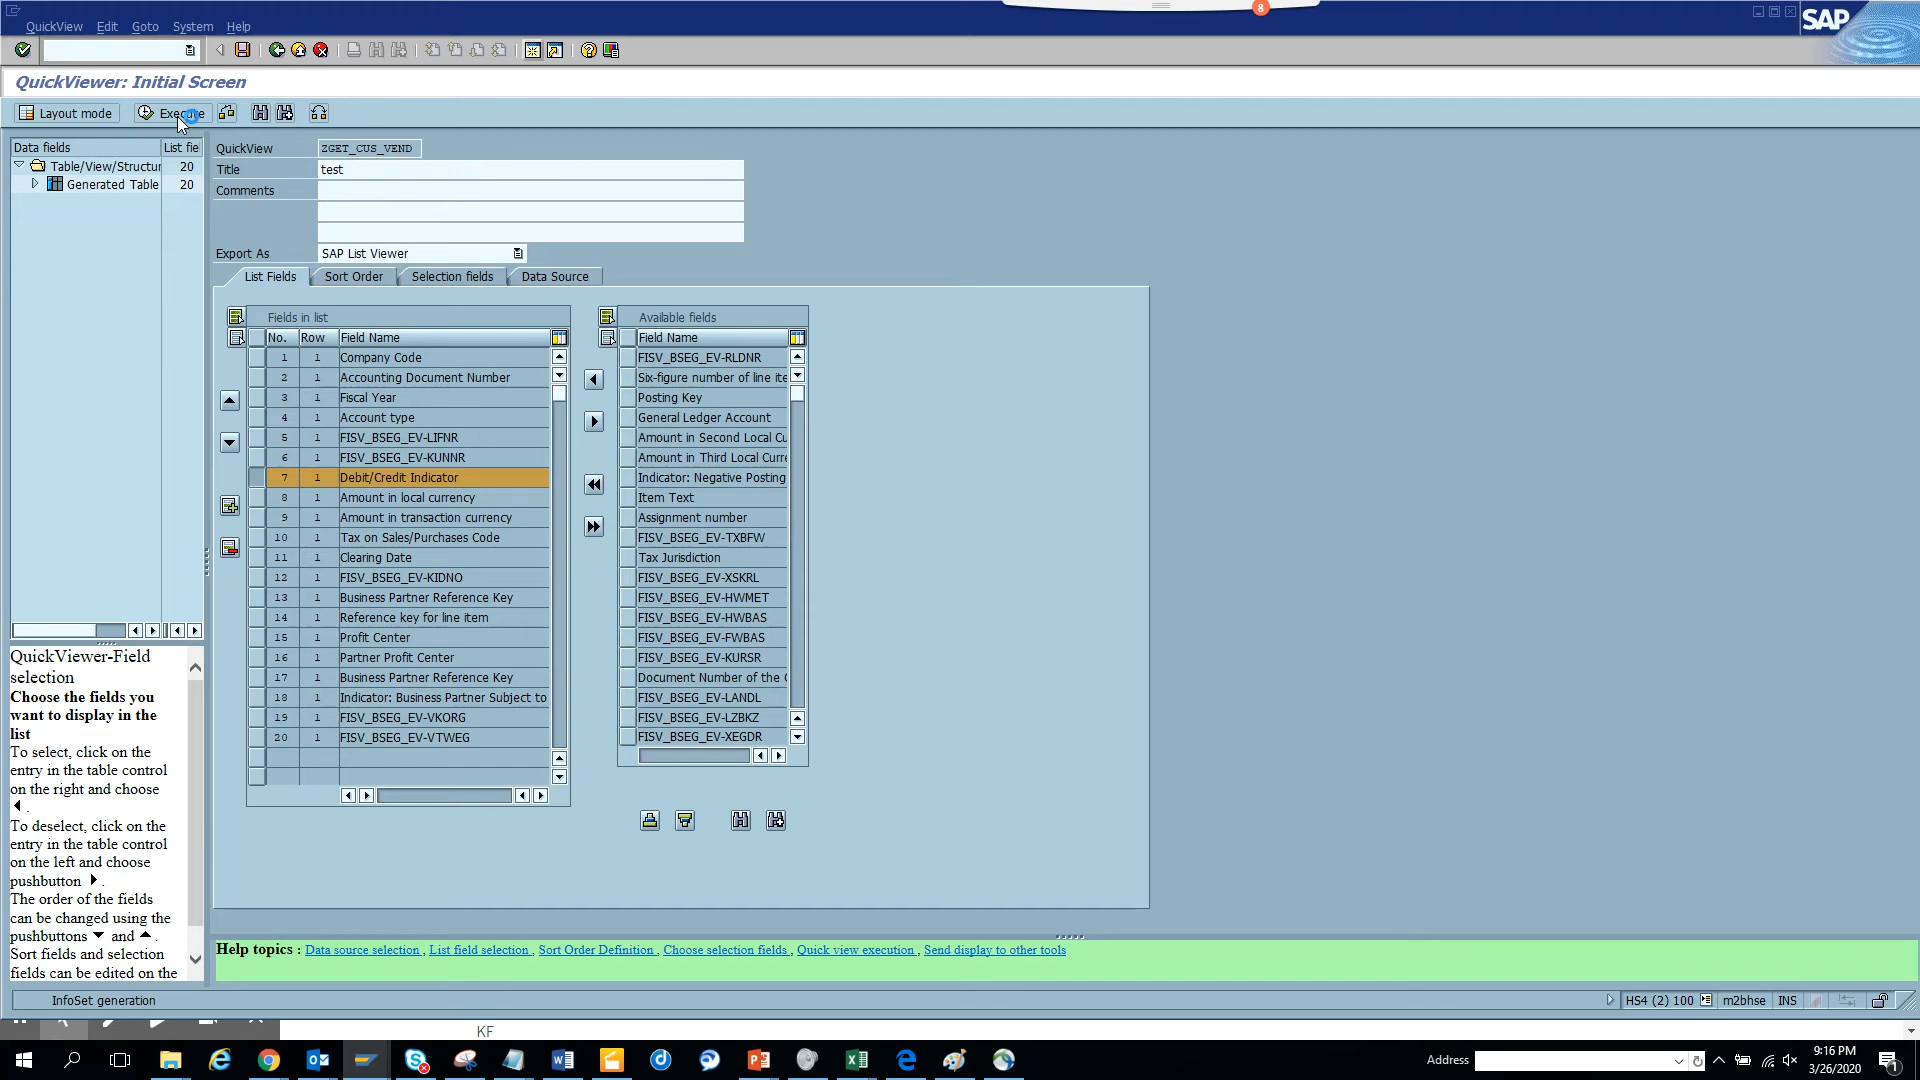 8
QuickView Edit Goto System Help
SAP
QuickViewer: Initial Screen
Layout mode Execute
Data fields List fie
Table/View/Structur 20
Generated Table 20
QuickView ZGET_CUS_VEND
Title test
Comments
Export As SAP List Viewer
List Fields Sort Order Selection fields Data Source
Fields in list
No. Row Field Name
1 1 Company Code
2 1 Accounting Document Number
3 1 Fiscal Year
4 1 Account type
5 1 FISV_BSEG_EV-LIFNR
6 1 FISV_BSEG_EV-KUNNR
7 1 Debit/Credit Indicator
8 1 Amount in local currency
9 1 Amount in transaction currency
10 1 Tax on Sales/Purchases Code
11 1 Clearing Date
12 1 FISV_BSEG_EV-KIDNO
13 1 Business Partner Reference Key
14 1 Reference key for line item
15 1 Profit Center
16 1 Partner Profit Center
17 1 Business Partner Reference Key
18 1 Indicator: Business Partner Subject to
19 1 FISV_BSEG_EV-VKORG
20 1 FISV_BSEG_EV-VTWEG
Available fields
Field Name
FISV_BSEG_EV-RLDNR
Six-figure number of line ite
Posting Key
General Ledger Account
Amount in Second Local Cu
Amount in Third Local Curre
Indicator: Negative Posting
Item Text
Assignment number
FISV_BSEG_EV-TXBFW
Tax Jurisdiction
FISV_BSEG_EV-XSKRL
FISV_BSEG_EV-HWMET
FISV_BSEG_EV-HWBAS
FISV_BSEG_EV-FWBAS
FISV_BSEG_EV-KURSR
Document Number of the C
FISV_BSEG_EV-LANDL
FISV_BSEG_EV-LZBKZ
FISV_BSEG_EV-XEGDR
QuickViewer-Field
selection
Choose the fields you
want to display in the
list
To select, click on the
entry in the table control
on the right and choose
.
To deselect, click on the
entry in the table control
on the left and choose
pushbutton .
The order of the fields
can be changed using the
pushbuttons and .
Sort fields and selection
fields can be edited on the
Help topics : Data source selection , List field selection , Sort Order Definition , Choose selection fields , Quick view execution , Send display to other tools
InfoSet generation
HS4 (2) 100 m2bhse INS
KF
Address
9:16 PM
3/26/2020
1